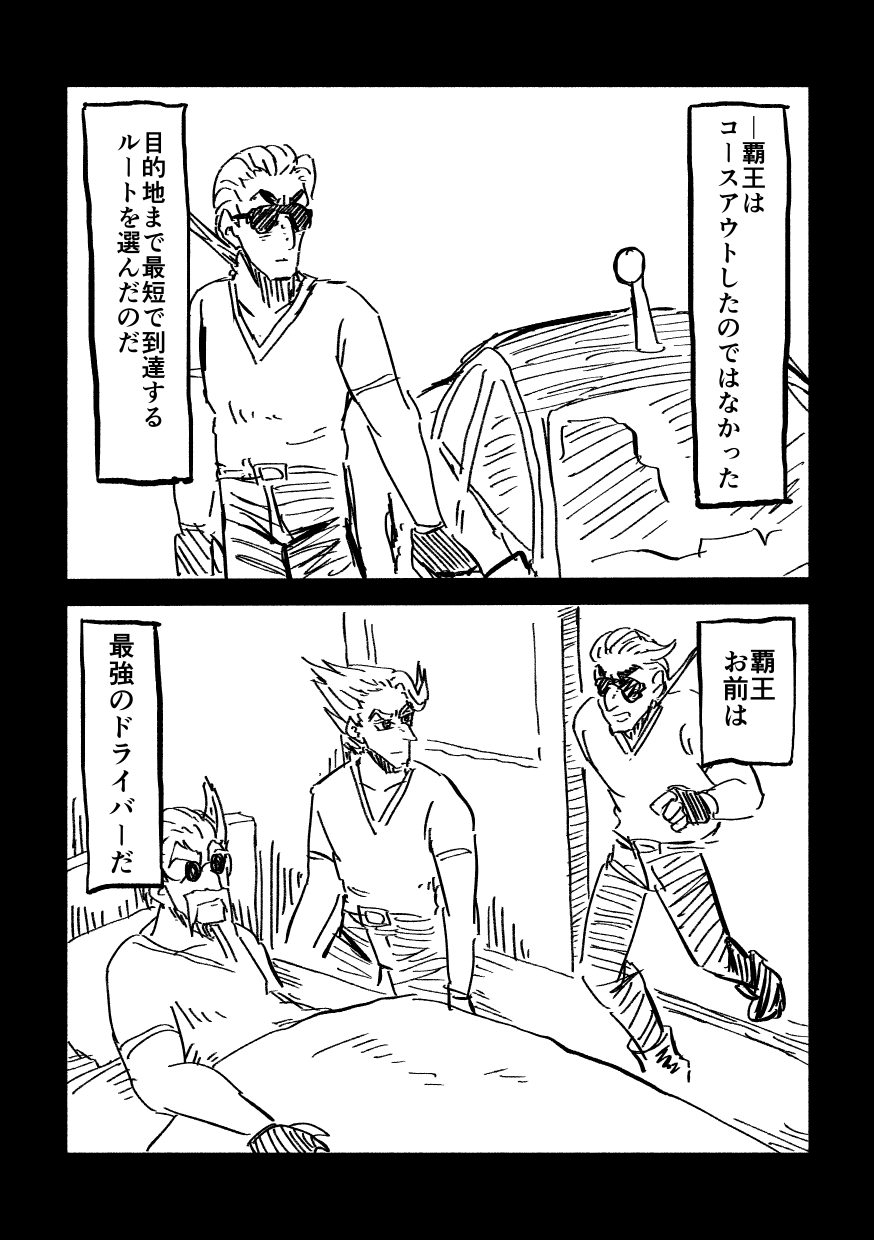 ―覇王は
コースアウトしたのではなかった
目的地まで最短で到達する
ルートを選んだのだ
覇王
お前は
最強のドライバーだ